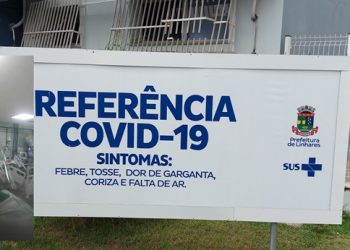 REFERÊNCIA
COVID-19
SINTOMAS:
FEBRE, TOSSE, DOR DE GARGANTA,
CORIZA E FALTA DE AR.
Prefeitura
de Linhares
SUS